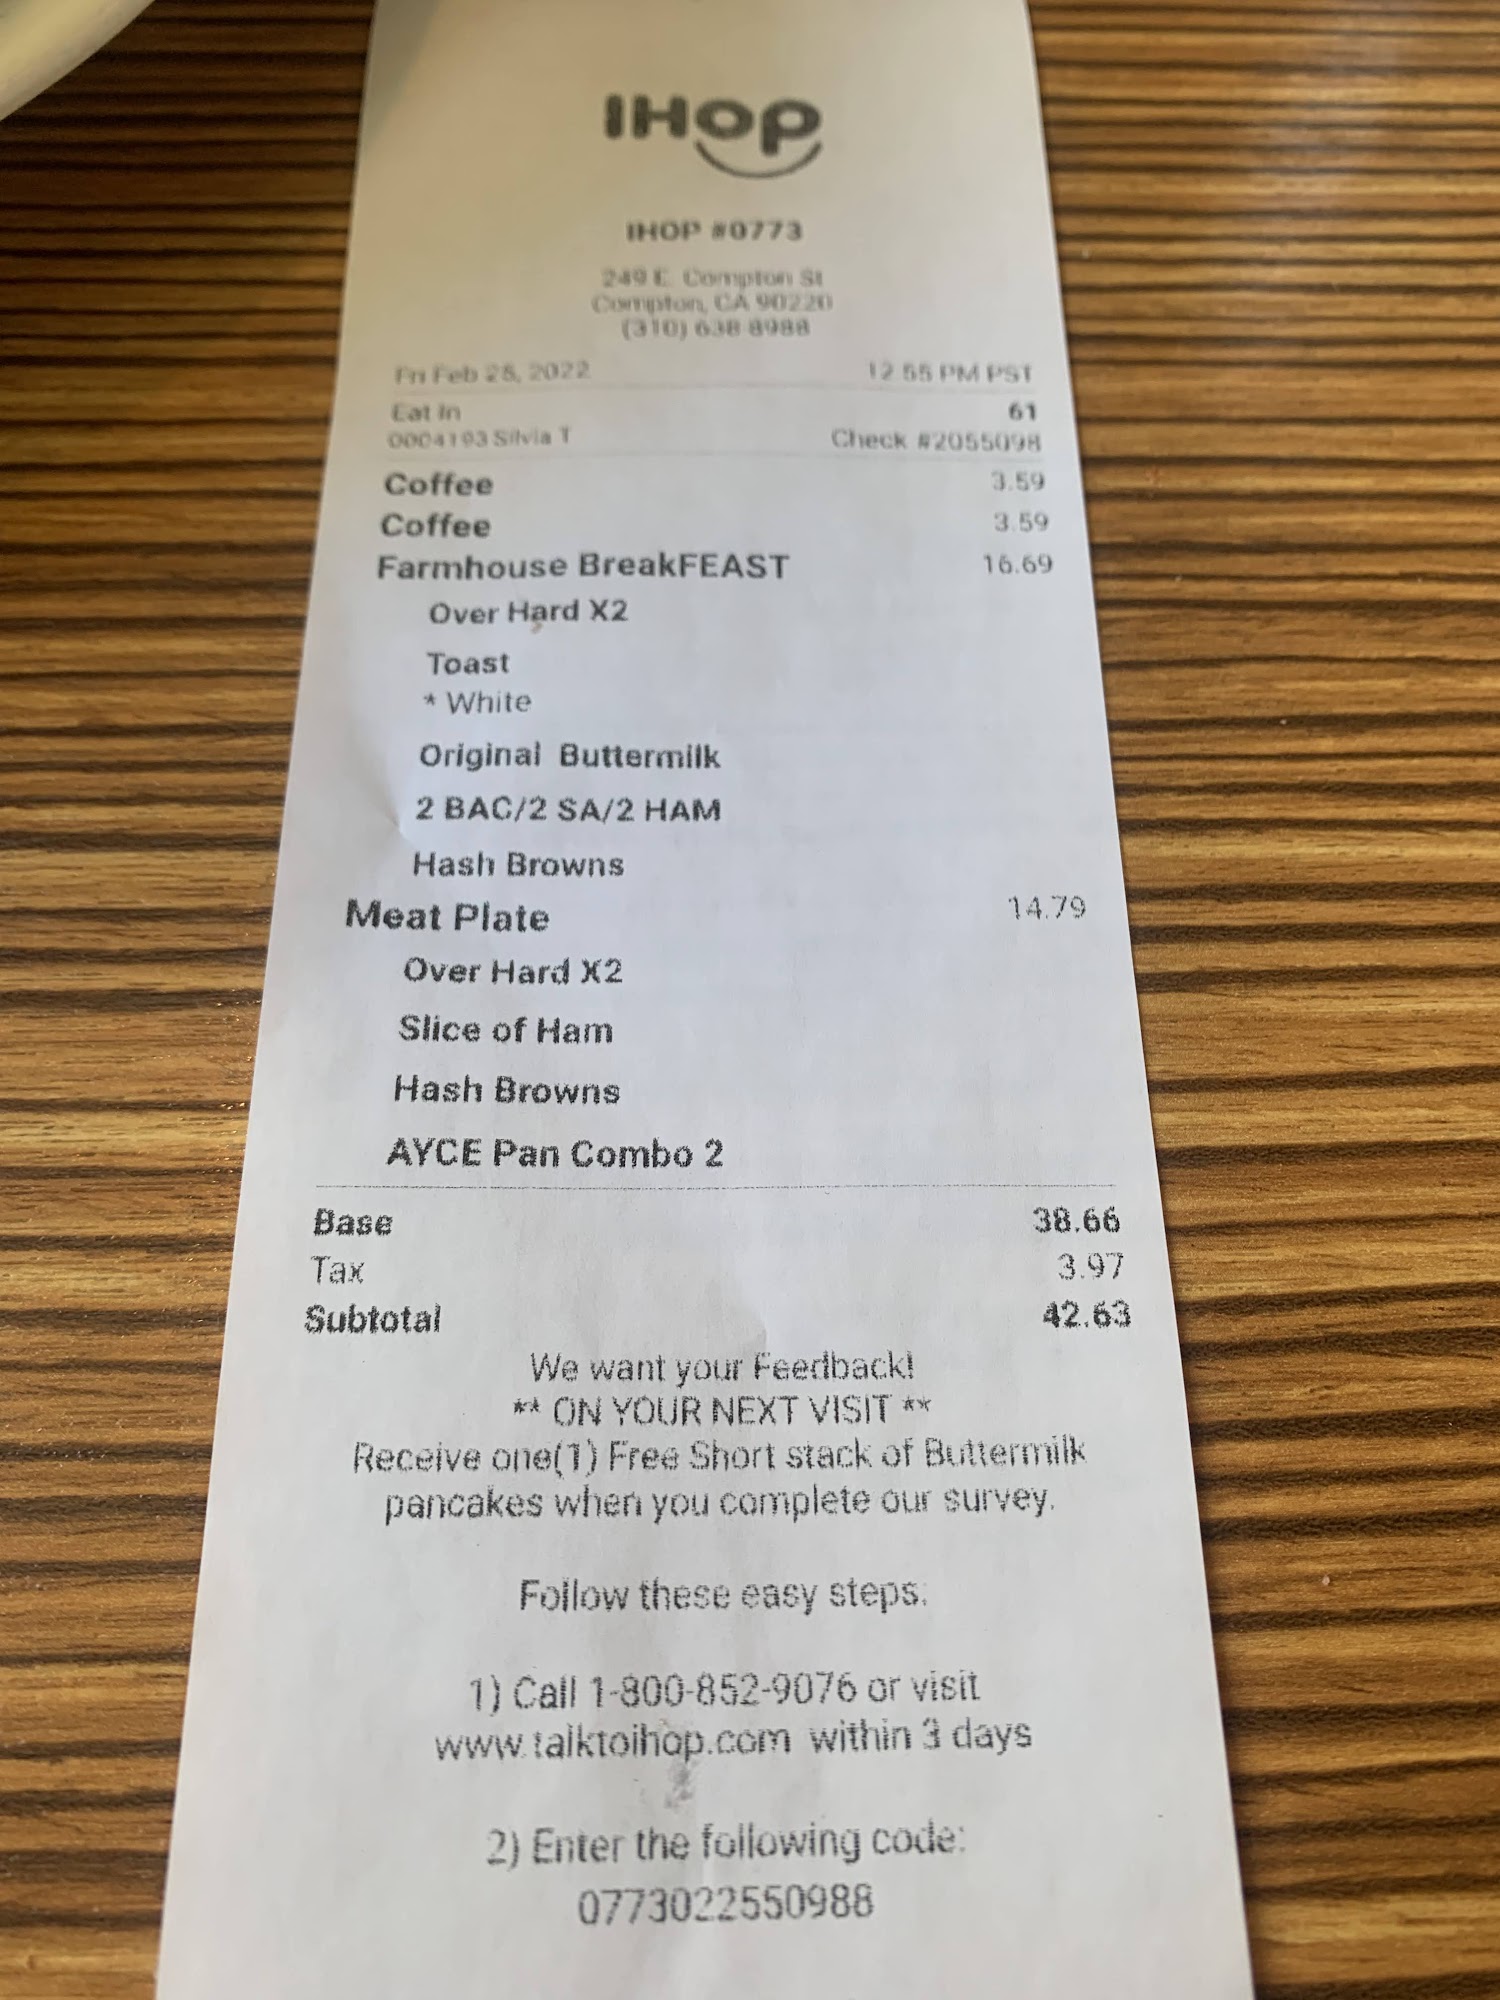 IHOP
IHOP #0773
249 E. Compton St
Compton, CA 90220
(310) 638-8988
Fri Feb 25, 2022 12:55 PM PST
Eat In 61
0004193 Silvia T Check #2055098
Coffee 3.59
Coffee 3.59
Farmhouse BreakFEAST 16.69
Over Hard X2
Toast
* White
Original Buttermilk
2 BAC/2 SA/2 HAM
Hash Browns
Meat Plate 14.79
Over Hard X2
Slice of Ham
Hash Browns
AYCE Pan Combo 2
Base 38.66
Tax 3.97
Subtotal 42.63
We want your Feedback!
** ON YOUR NEXT VISIT **
Receive one(1) Free Short stack of Buttermilk
pancakes when you complete our survey.
Follow these easy steps:
1) Call 1-800-852-9076 or visit
www.talktoihop.com within 3 days
2) Enter the following code:
0773022550988